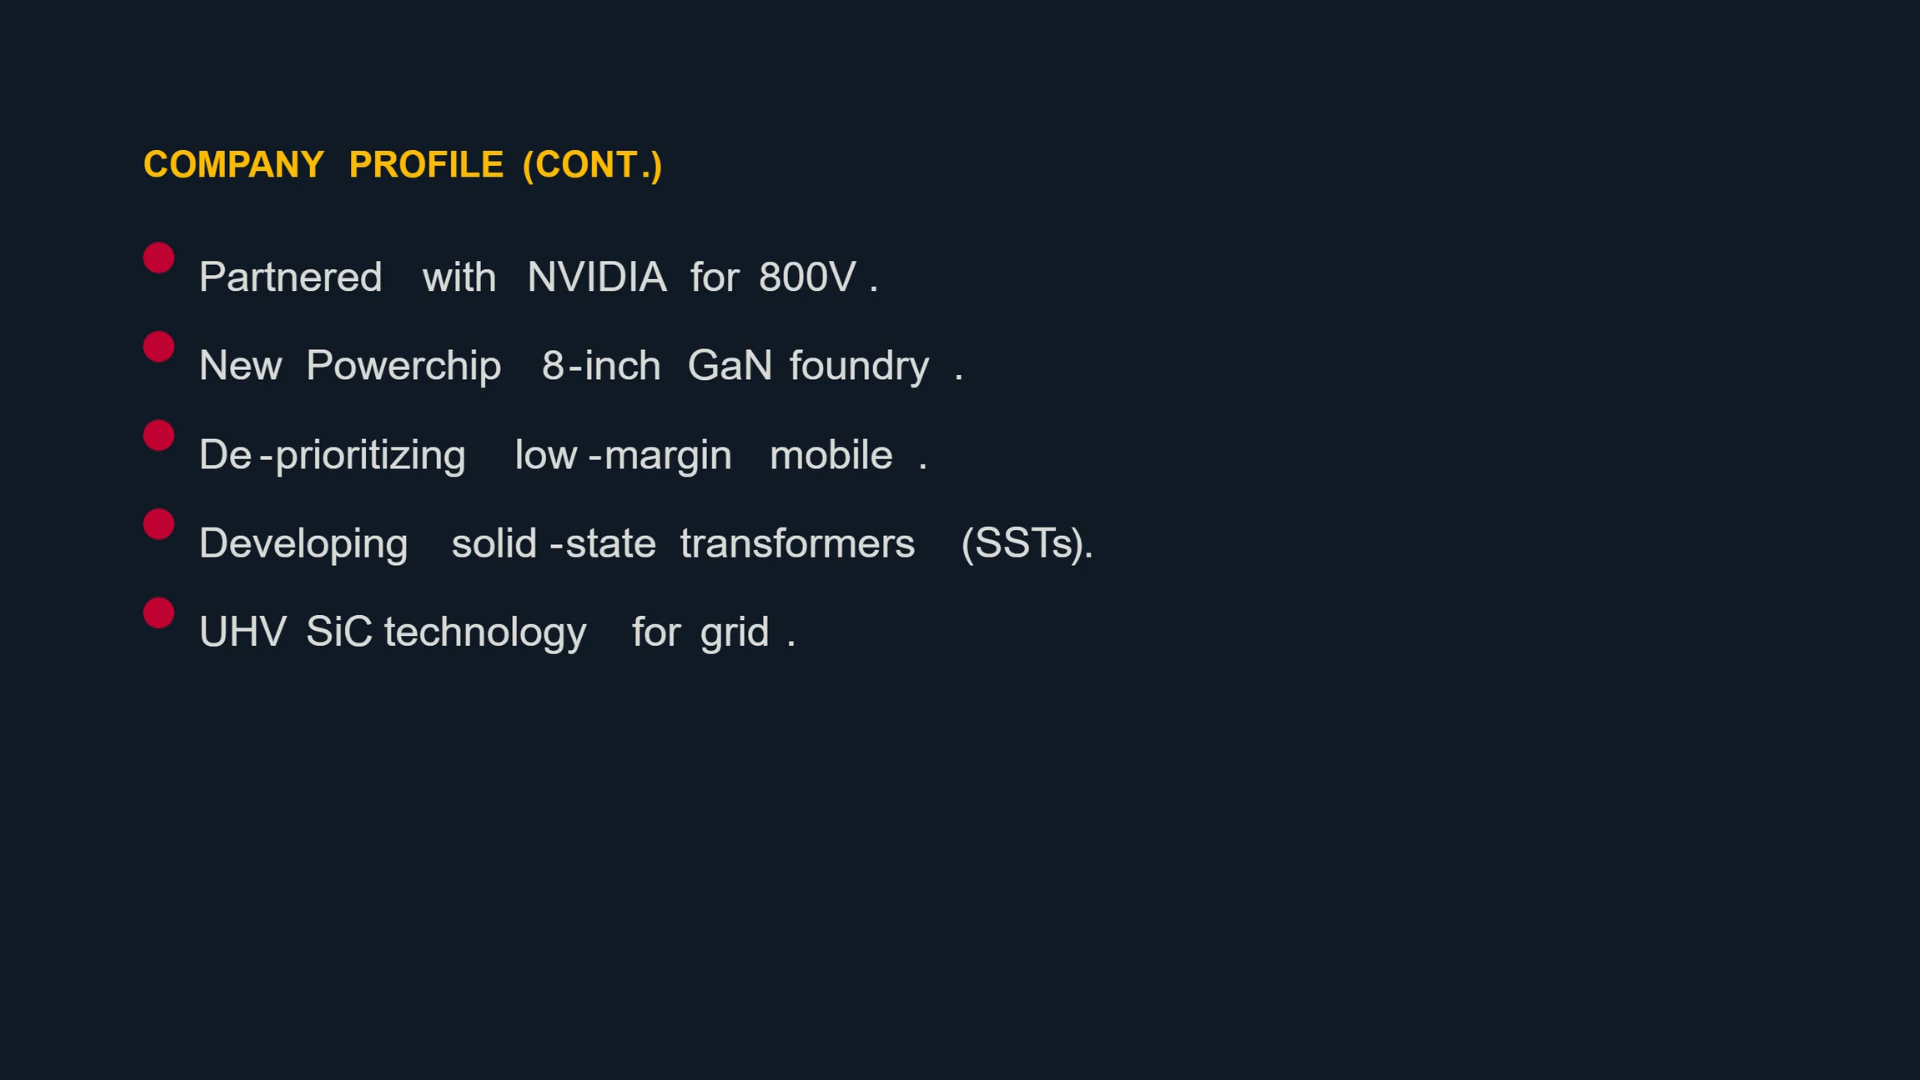 COMPANY PROFILE (CONT.)
Partnered with NVIDIA for 800V.
New Powerchip 8-inch GaN foundry.
De-prioritizing low-margin mobile.
Developing solid-state transformers (SSTs).
UHV SiC technology for grid.